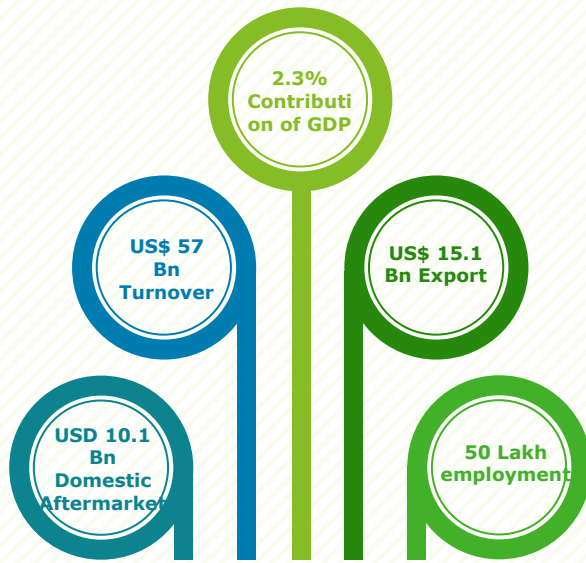 2.3%
Contributi
on of GDP
US$ 57
Bn
Turnover
US$ 15.1
Bn Export
USD 10.1
Bn
Domestic
Aftermarket
50 Lakh
employment